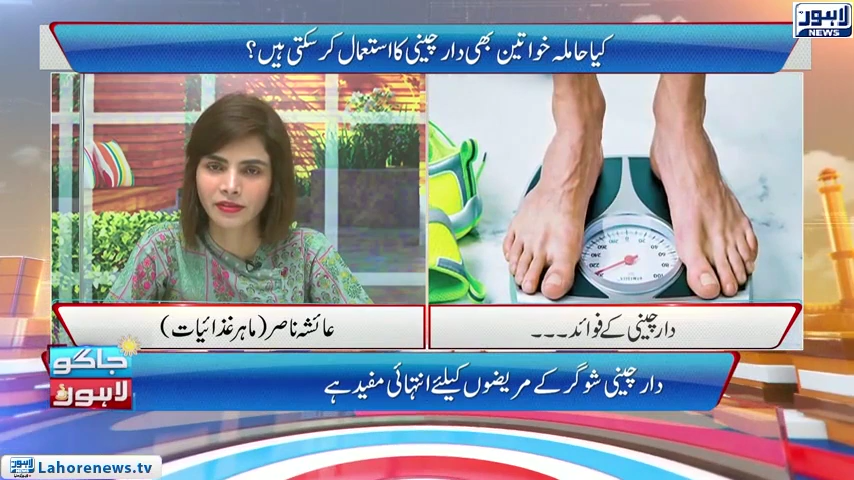 لاہور
NEWS
کیا حاملہ خواتین بھی دار چینی کا استعمال کر سکتی ہیں؟
عائشہ ناصر (ماہر غذائیات)
دار چینی کے فوائد ۔۔۔
جاگو
لاہور
دار چینی شوگر کے مریضوں کیلئے انتہائی مفید ہے
Lahorenews.tv